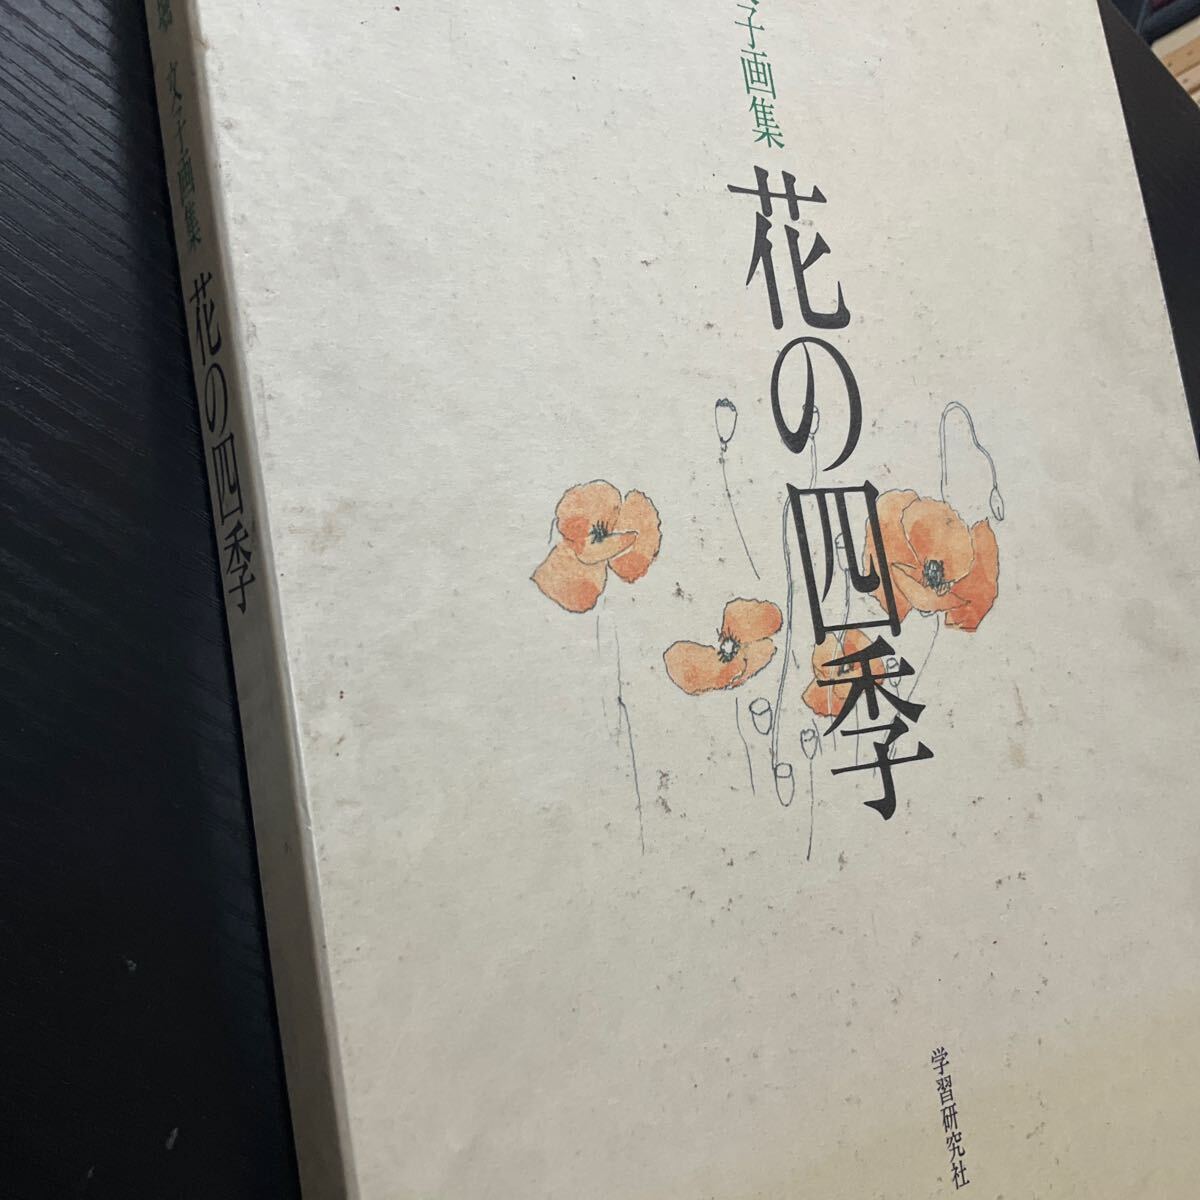 子画集
花の四季
学習研究社
文子画集 花の四季